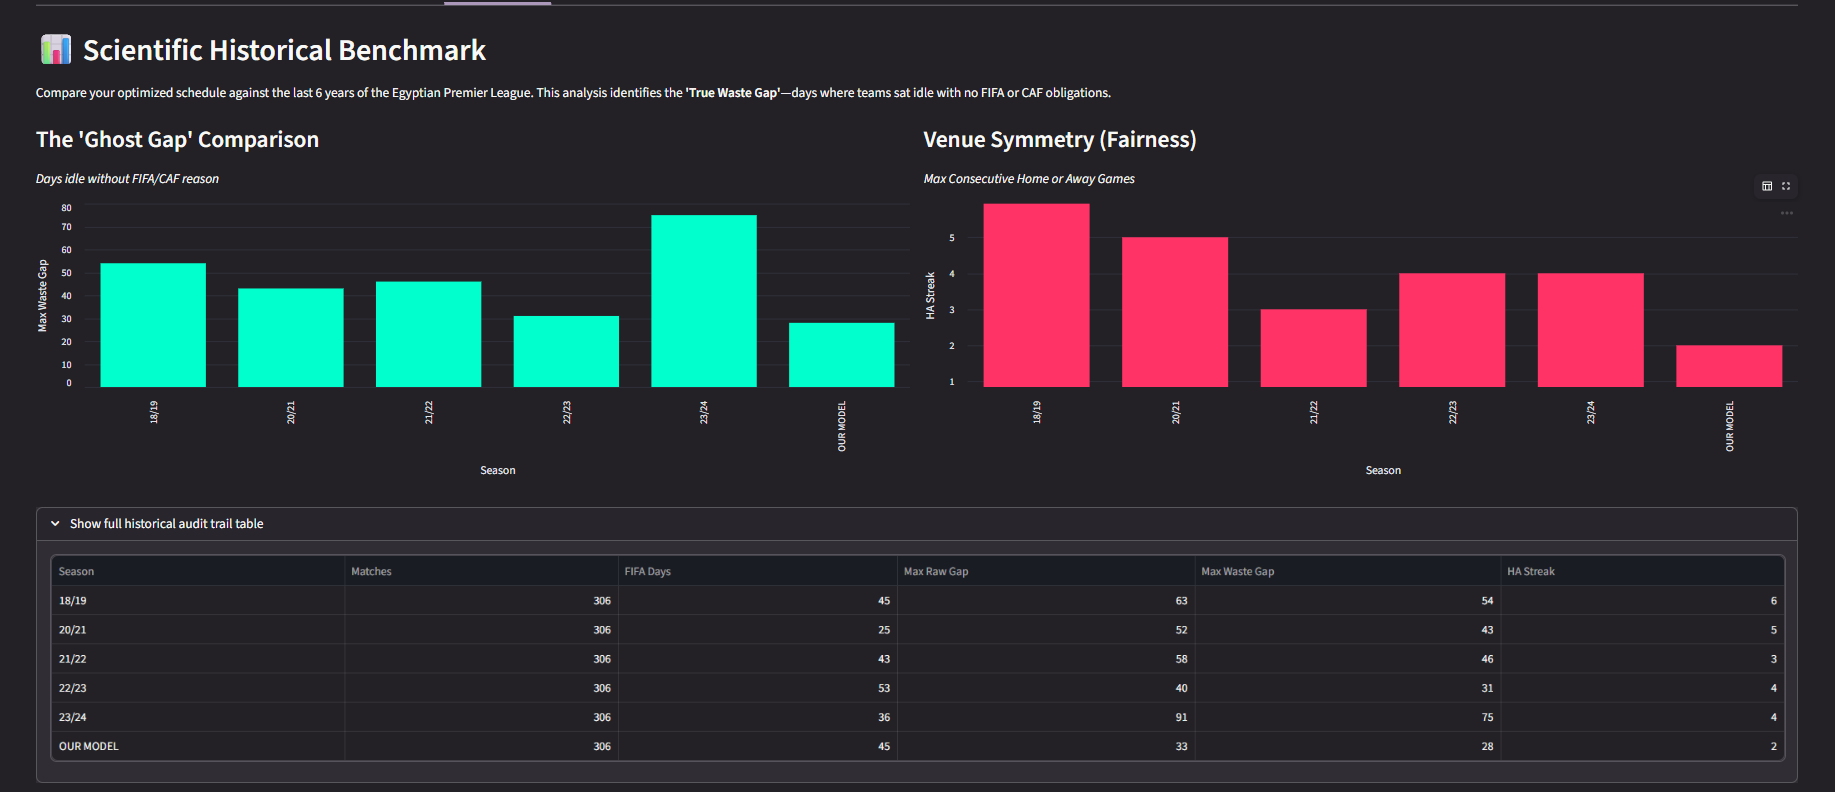 📊 Scientific Historical Benchmark
Compare your optimized schedule against the last 6 years of the Egyptian Premier League. This analysis identifies the 'True Waste Gap'—days where teams sat idle with no FIFA or CAF obligations.
The 'Ghost Gap' Comparison
Days idle without FIFA/CAF reason
80
70
60
50
40
30
20
10
0
Max Waste Gap
18/19
20/21
21/22
22/23
23/24
OUR MODEL
Season
Venue Symmetry (Fairness)
Max Consecutive Home or Away Games
5
4
3
2
1
HA Streak
18/19
20/21
21/22
22/23
23/24
OUR MODEL
Season
Show full historical audit trail table
Season Matches FIFA Days Max Raw Gap Max Waste Gap HA Streak
18/19 306 45 63 54 6
20/21 306 25 52 43 5
21/22 306 43 58 46 3
22/23 306 53 40 31 4
23/24 306 36 91 75 4
OUR MODEL 306 45 33 28 2